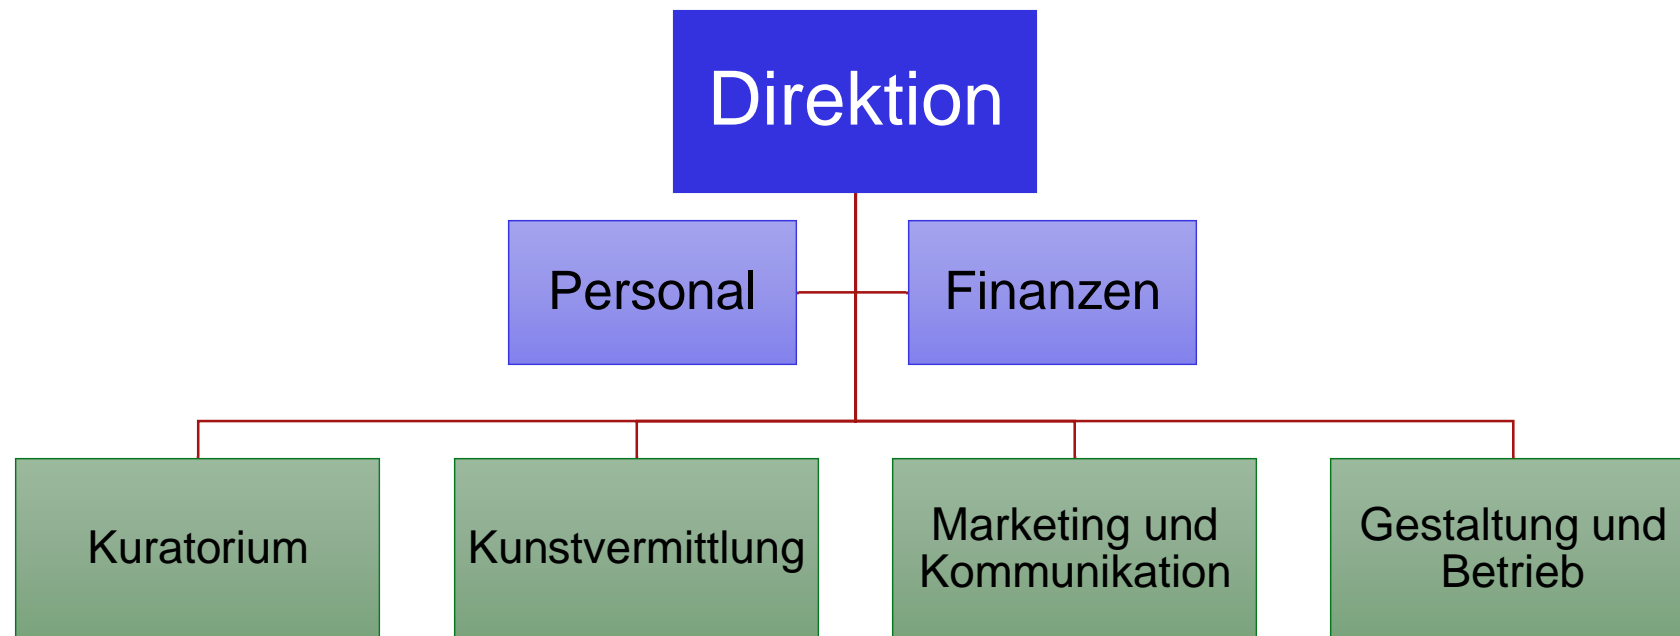 Direktion
Personal
Finanzen
Kuratorium
Kunstvermittlung
Marketing und
Kommunikation
Gestaltung und
Betrieb